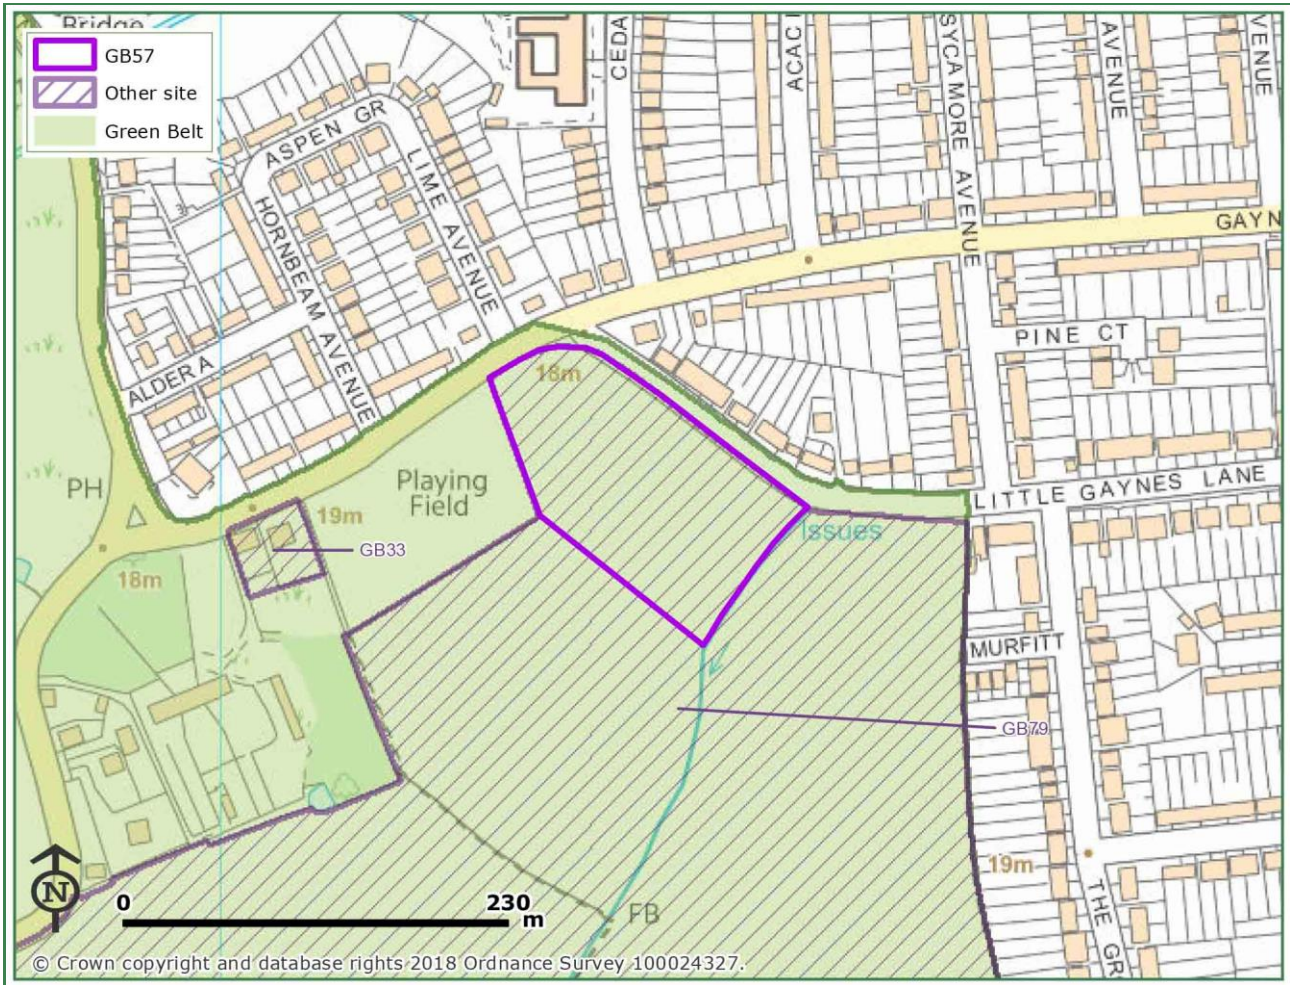 Bridge
GB57
Other site
Green Belt
ASPEN GR
LIME AVENUE
HORNBEAM AVENUE
ALDER A
CEDA
ACACI
SYCAMORE AVENUE
AVENUE
VENUE
GAYN
PINE CT
18m
PH
Playing
Field
19m
GB33
18m
Issues
LITTLE GAYNES LANE
MURFITT
GB79
19m
THE GR
FB
N
0 230
m
© Crown copyright and database rights 2018 Ordnance Survey 100024327.